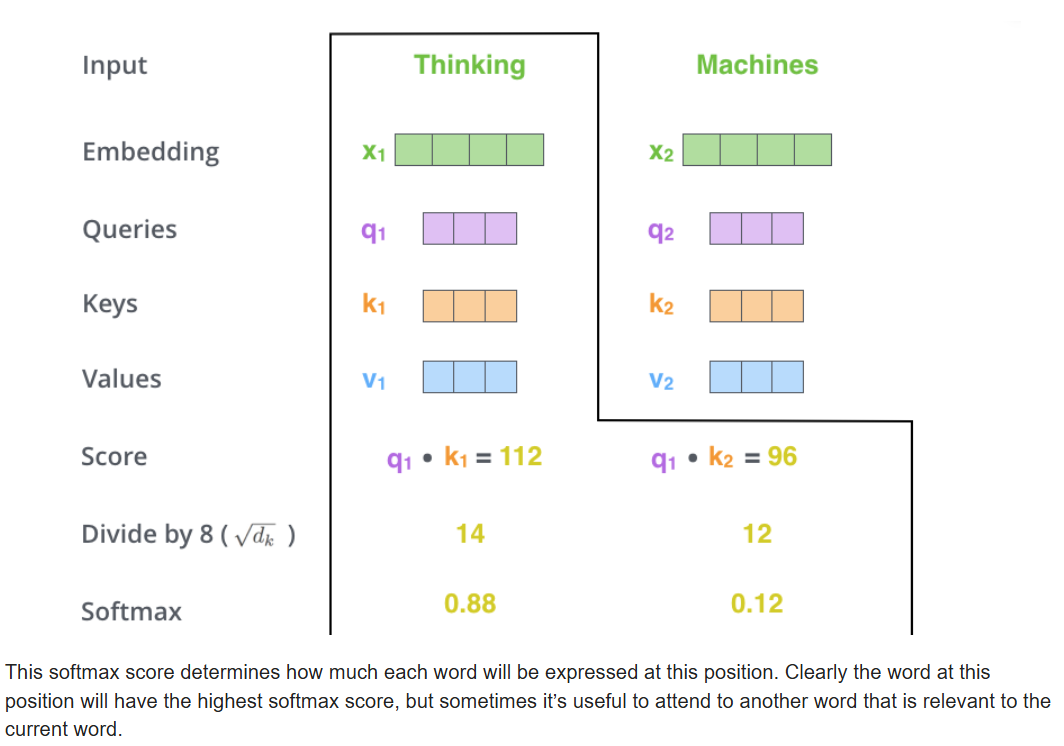 Input Thinking Machines
Embedding x₁ x₂
Queries q₁ q₂
Keys k₁ k₂
Values v₁ v₂
Score q₁ • k₁ = 112 q₁ • k₂ = 96
Divide by 8 ( √dₖ ) 14 12
Softmax 0.88 0.12
This softmax score determines how much each word will be expressed at this position. Clearly the word at this
position will have the highest softmax score, but sometimes it’s useful to attend to another word that is relevant to the
current word.